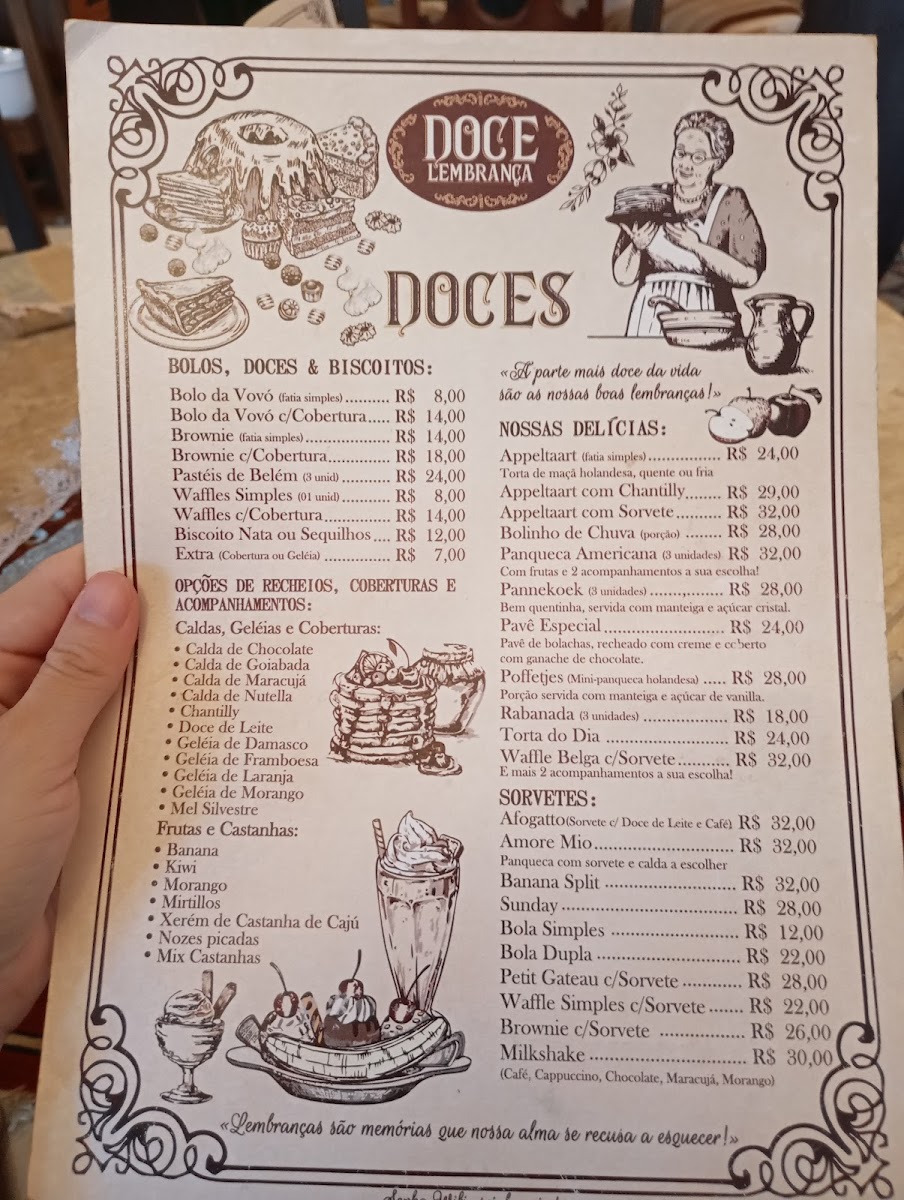 DOCE
LEMBRANÇA
DOCES
BOLOS, DOCES & BISCOITOS:
Bolo da Vovó (fatia simples).......... R$ 8,00
Bolo da Vovó c/Cobertura..... R$ 14,00
Brownie (fatia simples)................... R$ 14,00
Brownie c/Cobertura.............. R$ 18,00
Pastéis de Belém (3 unid) ........... R$ 24,00
Waffles Simples (01 unid) ........... R$ 8,00
Waffles c/Cobertura............... R$ 14,00
Biscoito Nata ou Sequilhos.... R$ 12,00
Extra (Cobertura ou Geléia) ............... R$ 7,00
OPÇÕES DE RECHEIOS, COBERTURAS E
ACOMPANHAMENTOS:
Caldas, Geléias e Coberturas:
• Calda de Chocolate
• Calda de Goiabada
• Calda de Maracujá
• Calda de Nutella
• Chantilly
• Doce de Leite
• Geléia de Damasco
• Geléia de Framboesa
• Geléia de Laranja
• Geléia de Morango
• Mel Silvestre
Frutas e Castanhas:
• Banana
• Kiwi
• Morango
• Mirtillos
• Xerém de Castanha de Cajú
• Nozes picadas
• Mix Castanhas
«A parte mais doce da vida
são as nossas boas lembranças!»
NOSSAS DELÍCIAS:
Appeltaart (fatia simples)............... R$ 24,00
Torta de maçã holandesa, quente ou fria
Appeltaart com Chantilly........ R$ 29,00
Appeltaart com Sorvete.......... R$ 32,00
Bolinho de Chuva (porção) ........ R$ 28,00
Panqueca Americana (3 unidades) R$ 32,00
Com frutas e 2 acompanhamentos a sua escolha!
Pannekoek (3 unidades) ......,....... R$ 28,00
Bem quentinha, servida com manteiga e açúcar cristal.
Pavê Especial........................... R$ 24,00
Pavê de bolachas, recheado com creme e coberto
com ganache de chocolate.
Poffetjes (Mini-panqueca holandesa) ..... R$ 28,00
Porção servida com manteiga e açúcar de vanilla.
Rabanada (3 unidades) ................... R$ 18,00
Torta do Dia ........................... R$ 24,00
Waffle Belga c/Sorvete........... R$ 32,00
E mais 2 acompanhamentos a sua escolha!
SORVETES:
Afogatto(Sorvete c/ Doce de Leite e Café) R$ 32,00
Amore Mio............................... R$ 32,00
Panqueca com sorvete e calda a escolher
Banana Split ............................. R$ 32,00
Sunday....................................... R$ 28,00
Bola Simples ............................ R$ 12,00
Bola Dupla ............................... R$ 22,00
Petit Gateau c/Sorvete .............. R$ 28,00
Waffle Simples c/Sorvete ....... R$ 22,00
Brownie c/Sorvete ................... R$ 26,00
Milkshake .................................. R$ 30,00
(Café, Cappuccino, Chocolate, Maracujá, Morango)
«Lembranças são memórias que nossa alma se recusa a esquecer!»